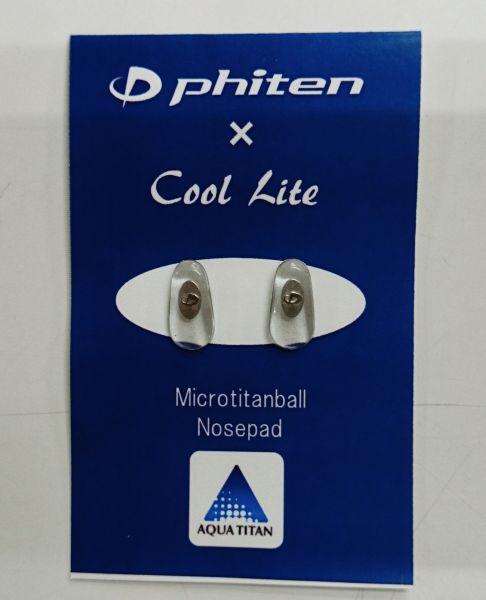 phiten
×
Cool Lite
Microtitanball
Nosepad
AQUA TITAN